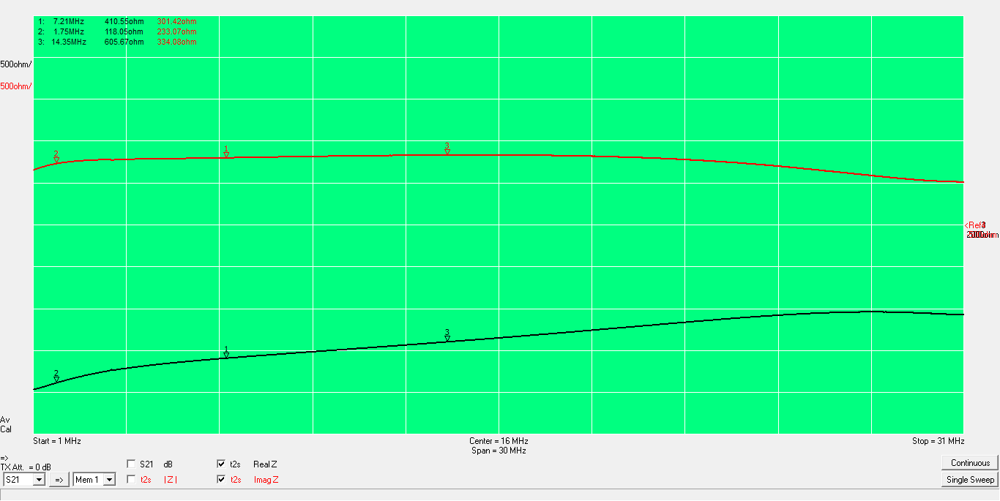 1: 7.21MHz 410.55ohm 301.42ohm
2: 1.75MHz 118.05ohm 233.07ohm
3: 14.35MHz 605.67ohm 334.08ohm
500ohm/
500ohm/
2
1
3
<Ref
2
1
3
Av
Cal
Start = 1 MHz
Center = 16 MHz
Stop = 31 MHz
Span = 30 MHz
=>
TX Att. = 0 dB
S21 dB
t2s Real Z
Continuous
S21
=>
Mem 1
t2s |Z|
t2s Imag Z
Single Sweep